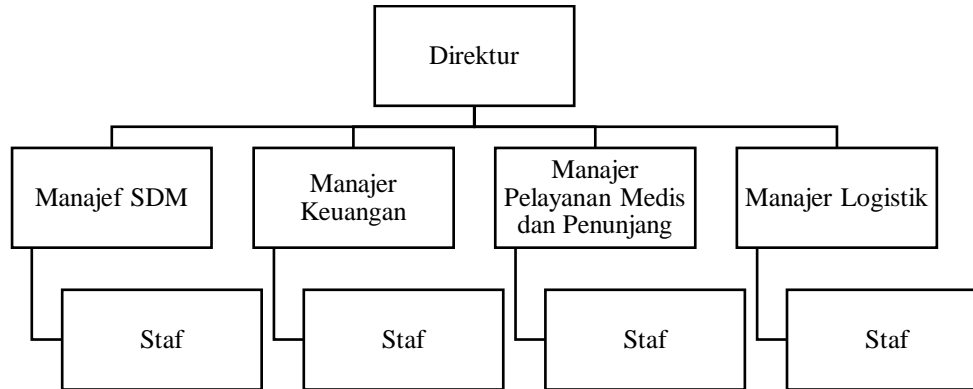 Direktur
Manajef SDM
Manajer
Keuangan
Manajer
Pelayanan Medis
dan Penunjang
Manajer Logistik
Staf
Staf
Staf
Staf